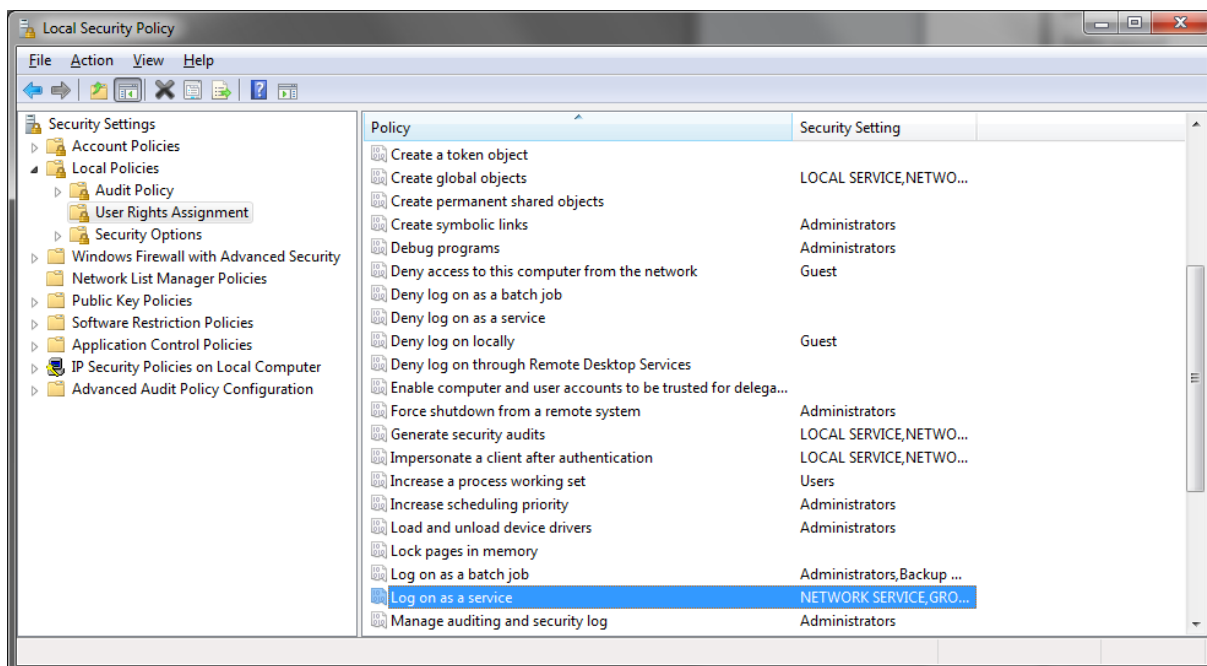 Local Security Policy
File Action View Help
Security Settings
Account Policies
Local Policies
Audit Policy
User Rights Assignment
Security Options
Windows Firewall with Advanced Security
Network List Manager Policies
Public Key Policies
Software Restriction Policies
Application Control Policies
IP Security Policies on Local Computer
Advanced Audit Policy Configuration
Policy Security Setting
Create a token object
Create global objects LOCAL SERVICE,NETWO...
Create permanent shared objects
Create symbolic links Administrators
Debug programs Administrators
Deny access to this computer from the network Guest
Deny log on as a batch job
Deny log on as a service
Deny log on locally Guest
Deny log on through Remote Desktop Services
Enable computer and user accounts to be trusted for delega...
Force shutdown from a remote system Administrators
Generate security audits LOCAL SERVICE,NETWO...
Impersonate a client after authentication LOCAL SERVICE,NETWO...
Increase a process working set Users
Increase scheduling priority Administrators
Load and unload device drivers Administrators
Lock pages in memory
Log on as a batch job Administrators,Backup ...
Log on as a service NETWORK SERVICE,GRO...
Manage auditing and security log Administrators